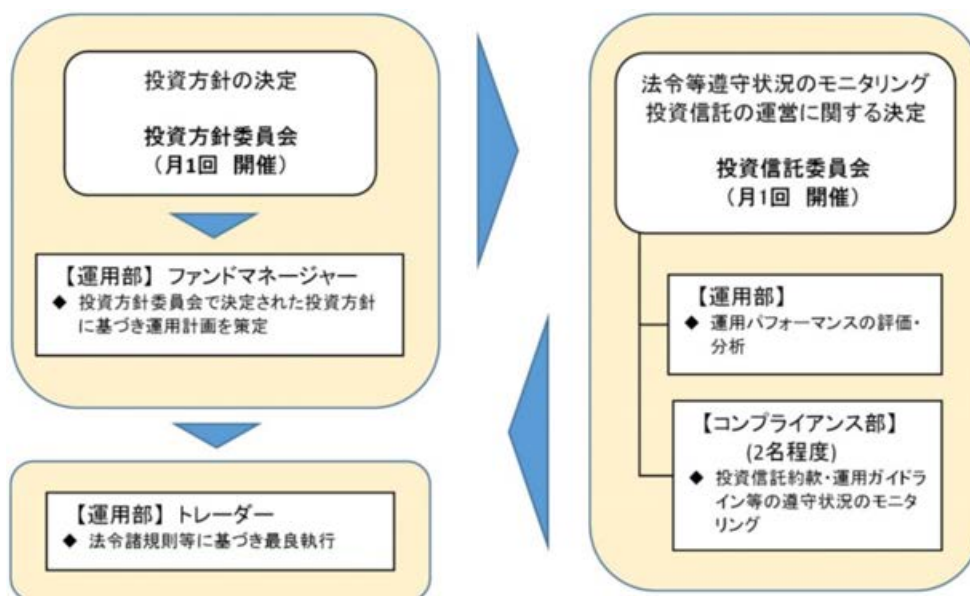 投資方針の決定
投資方針委員会
（月1回　開催）
【運用部】ファンドマネージャー
◆ 投資方針委員会で決定された投資方針
に基づき運用計画を策定
【運用部】トレーダー
◆ 法令諸規則等に基づき最良執行
法令等遵守状況のモニタリング
投資信託の運営に関する決定
投資信託委員会
（月1回　開催）
【運用部】
◆ 運用パフォーマンスの評価・
分析
【コンプライアンス部】
(2名程度)
◆ 投資信託約款・運用ガイドラ
イン等の遵守状況のモニタ
リング